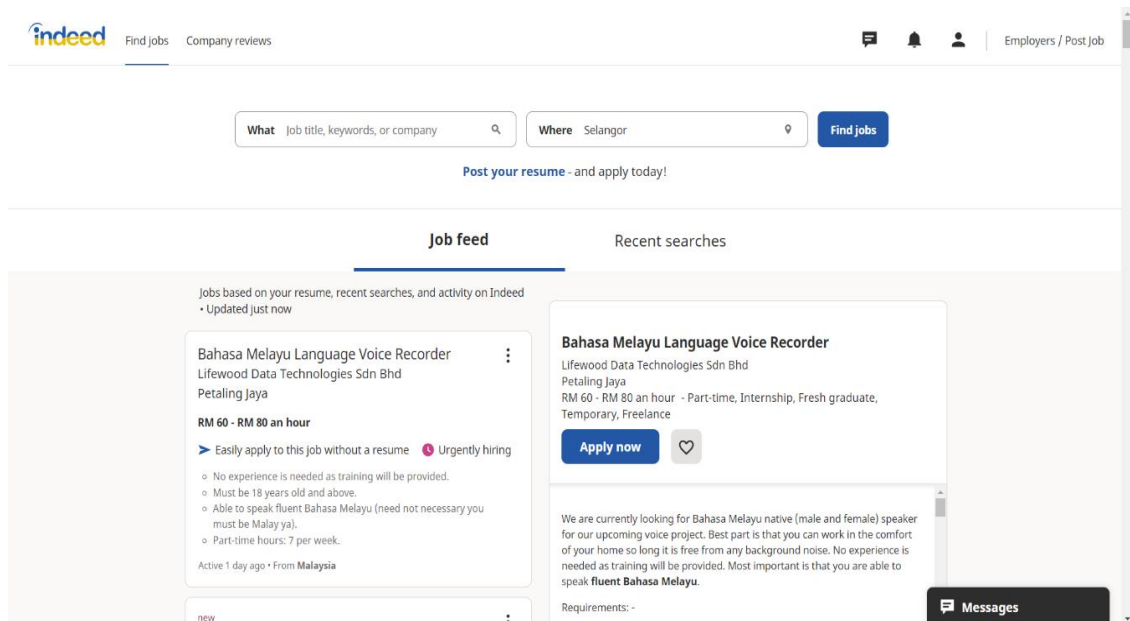 indeed
Find jobs
Company reviews
Employers / Post Job
What Job title, keywords, or company
Where Selangor
Find jobs
Post your resume - and apply today!
Job feed
Recent searches
Jobs based on your resume, recent searches, and activity on Indeed
• Updated just now
Bahasa Melayu Language Voice Recorder
Lifewood Data Technologies Sdn Bhd
Petaling Jaya
RM 60 - RM 80 an hour
Easily apply to this job without a resume
Urgently hiring
No experience is needed as training will be provided.
Must be 18 years old and above.
Able to speak fluent Bahasa Melayu (need not necessary you
must be Malay ya).
Part-time hours: 7 per week.
Active 1 day ago • From Malaysia
new
Bahasa Melayu Language Voice Recorder
Lifewood Data Technologies Sdn Bhd
Petaling Jaya
RM 60 - RM 80 an hour - Part-time, Internship, Fresh graduate,
Temporary, Freelance
Apply now
We are currently looking for Bahasa Melayu native (male and female) speaker
for our upcoming voice project. Best part is that you can work in the comfort
of your home so long it is free from any background noise. No experience is
needed as training will be provided. Most important is that you are able to
speak fluent Bahasa Melayu.
Requirements: -
Messages